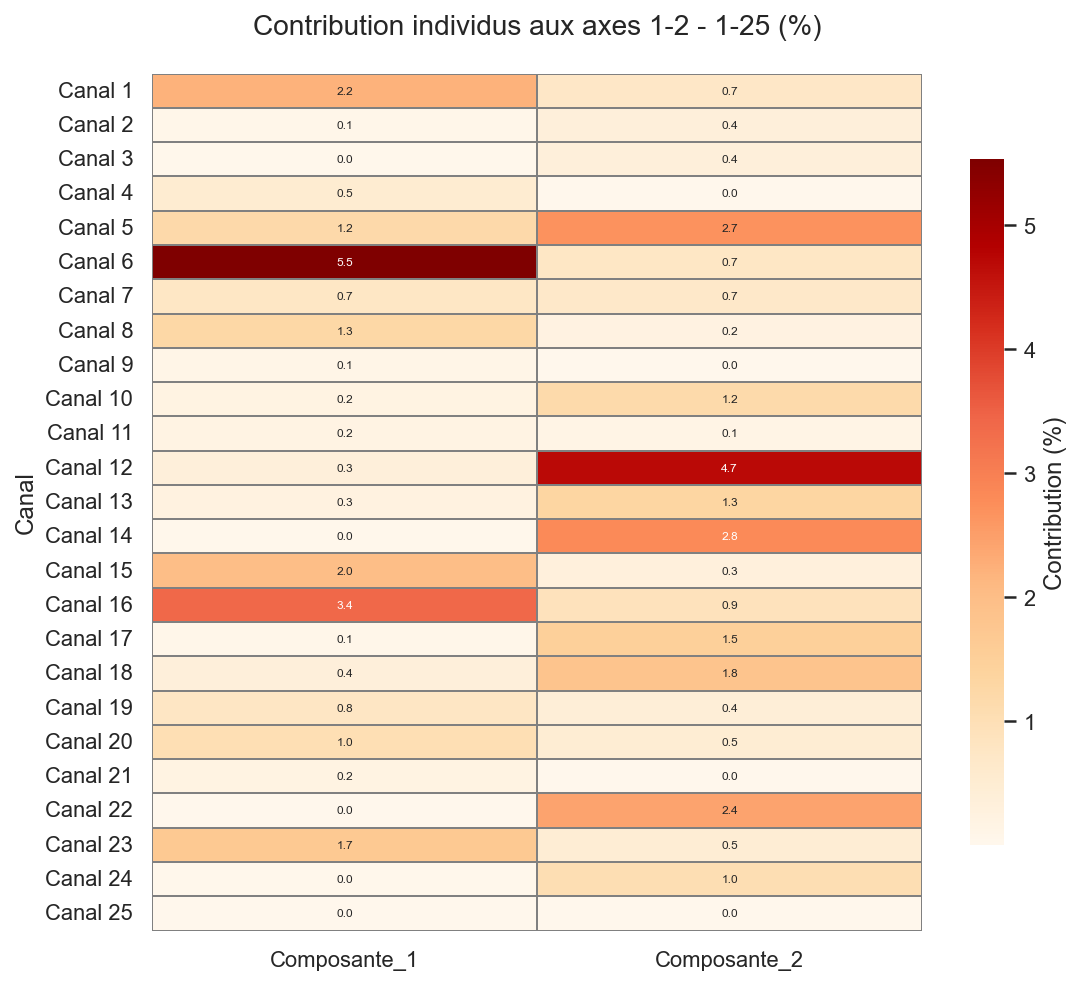 Contribution individus aux axes 1-2 - 1-25 (%)
Canal 1 2.2 0.7
Canal 2 0.1 0.4
Canal 3 0.0 0.4
Canal 4 0.5 0.0
Canal 5 1.2 2.7
Canal 6 5.5 0.7
Canal 7 0.7 0.7
Canal 8 1.3 0.2
Canal 9 0.1 0.0
Canal 10 0.2 1.2
Canal 11 0.2 0.1
Canal 12 0.3 4.7
Canal 13 0.3 1.3
Canal 14 0.0 2.8
Canal 15 2.0 0.3
Canal 16 3.4 0.9
Canal 17 0.1 1.5
Canal 18 0.4 1.8
Canal 19 0.8 0.4
Canal 20 1.0 0.5
Canal 21 0.2 0.0
Canal 22 0.0 2.4
Canal 23 1.7 0.5
Canal 24 0.0 1.0
Canal 25 0.0 0.0
Composante_1 Composante_2
Canal
5
4
3
2
1
Contribution (%)